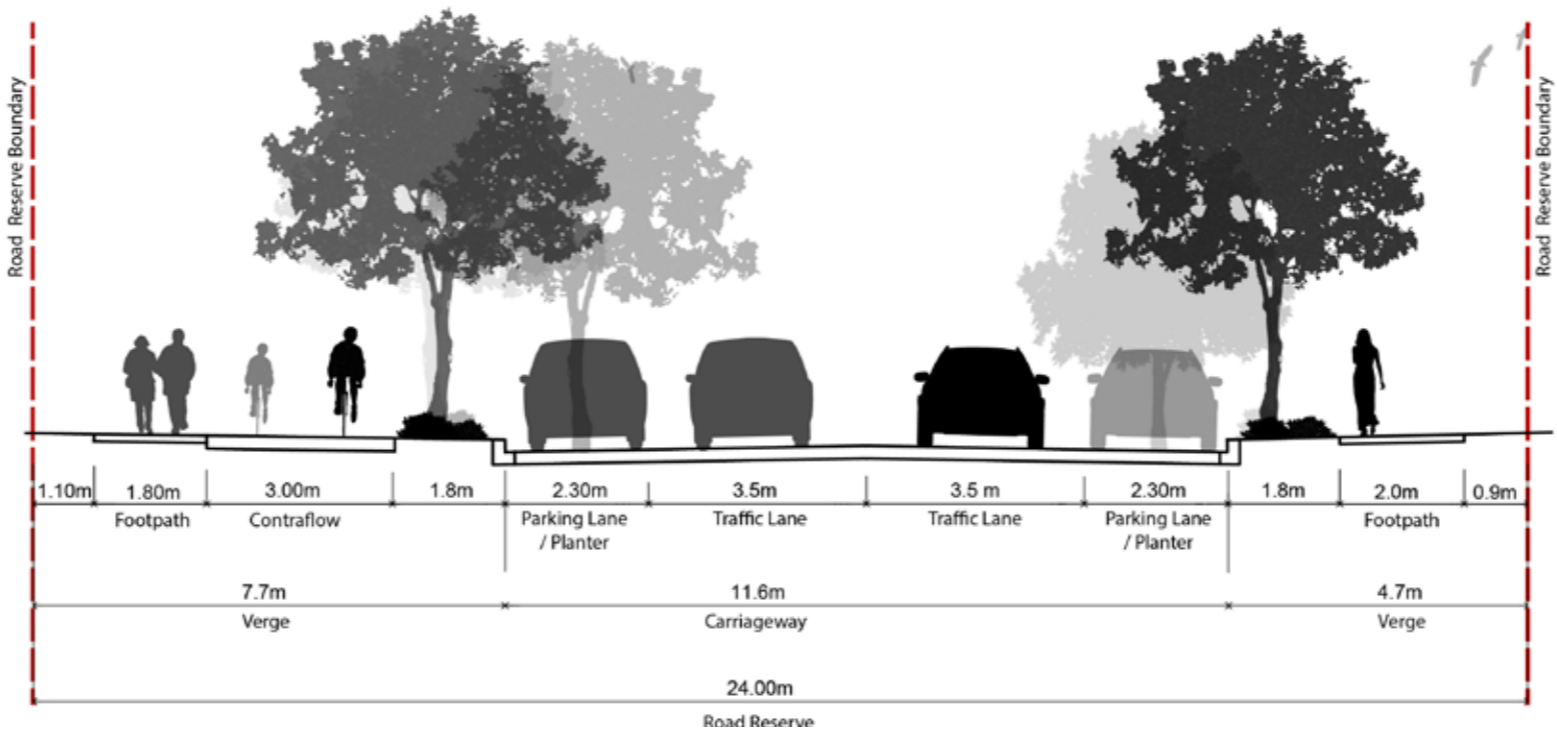 Road Reserve Boundary
Road Reserve Boundary
1.10m 1.80m 3.00m 1.8m 2.30m 3.5m 3.5 m 2.30m 1.8m 2.0m 0.9m
Footpath Contraflow Parking Lane Traffic Lane Traffic Lane Parking Lane Footpath
/ Planter / Planter
7.7m 11.6m 4.7m
Verge Carriageway Verge
24.00m
Road Reserve